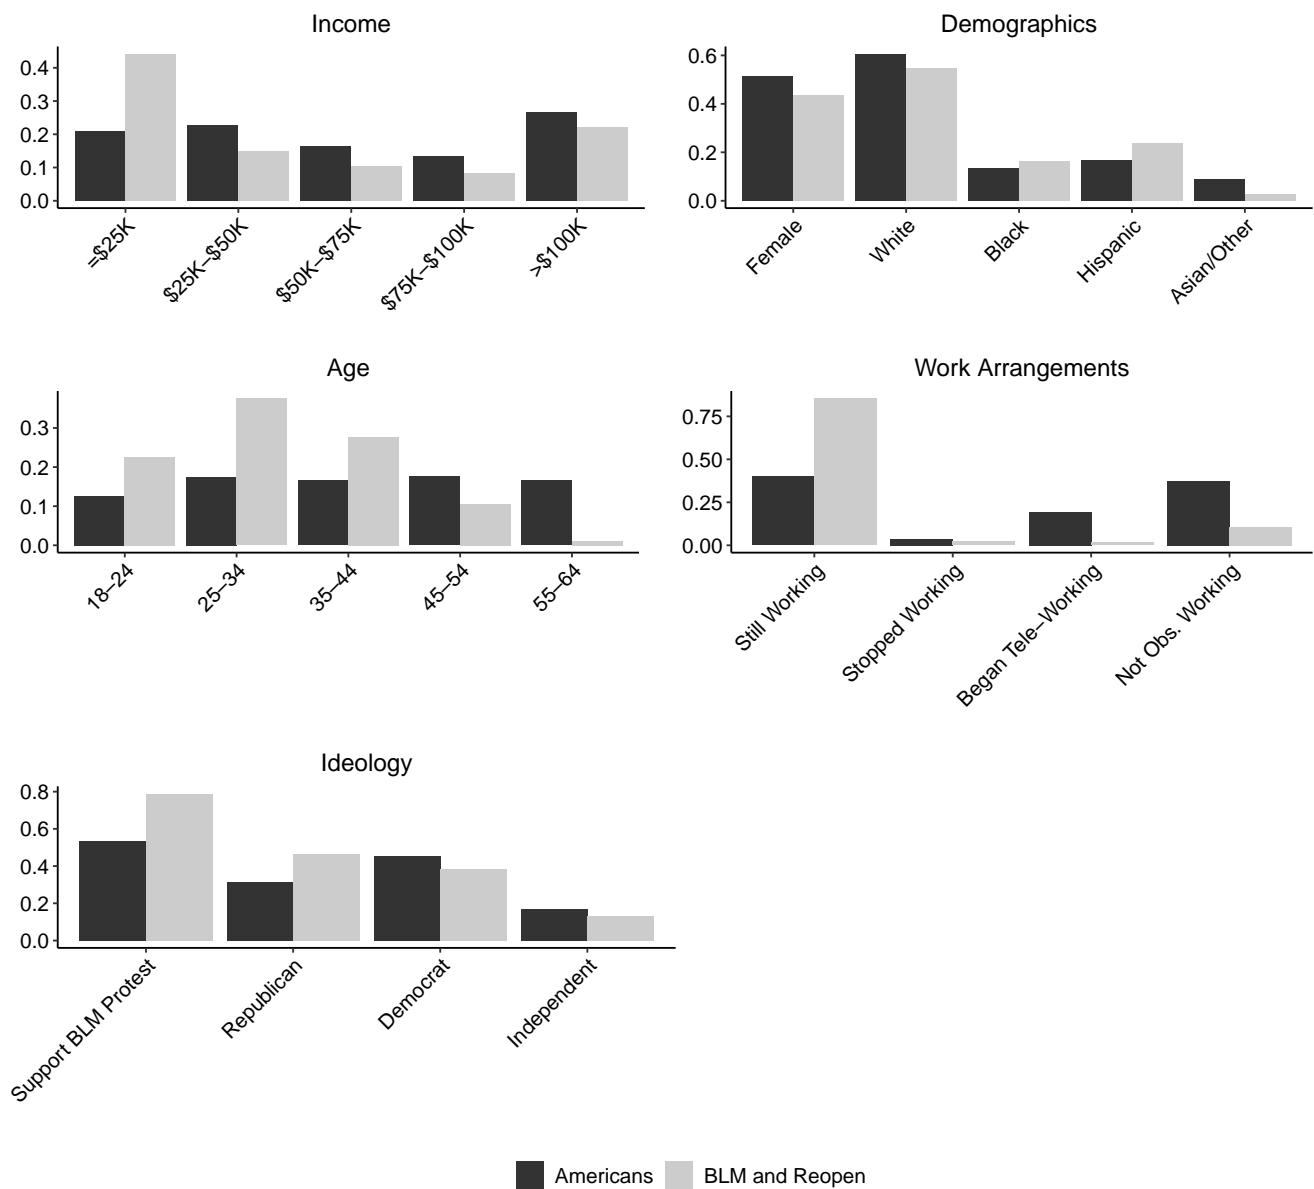 Income
0.4
0.3
0.2
0.1
0.0
=$25K
$25K–$50K
$50K–$75K
$75K–$100K
>$100K
Demographics
0.6
0.4
0.2
0.0
Female
White
Black
Hispanic
Asian/Other
Age
0.3
0.2
0.1
0.0
18–24
25–34
35–44
45–54
55–64
Work Arrangements
0.75
0.50
0.25
0.00
Still Working
Stopped Working
Began Tele–Working
Not Obs. Working
Ideology
0.8
0.6
0.4
0.2
0.0
Support BLM Protest
Republican
Democrat
Independent
Americans
BLM and Reopen